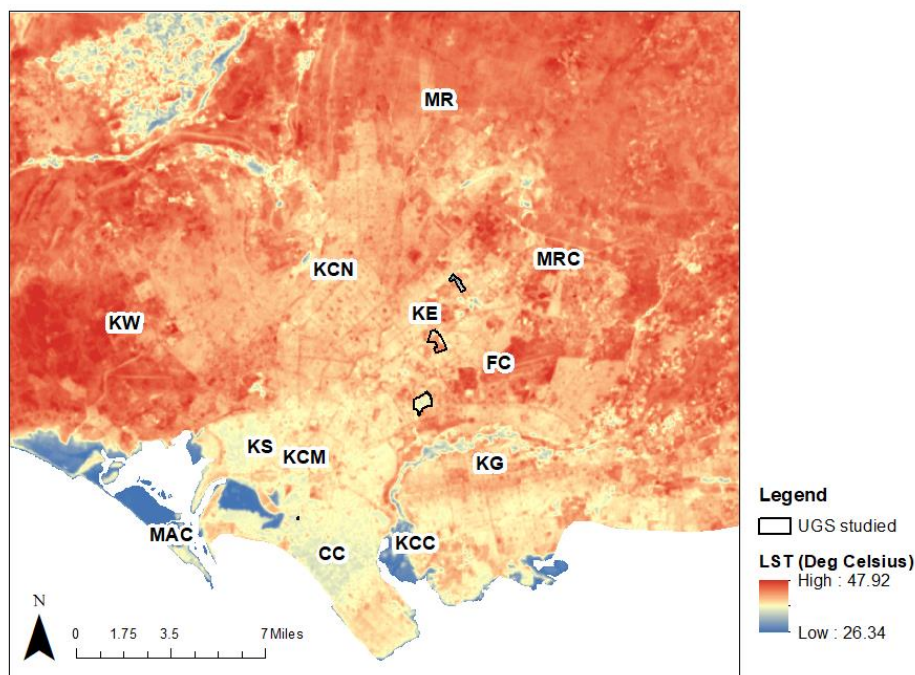 MR
MRC
KCN
KE
KW
FC
KS
KCM
KG
MAC
CC
KCC
N
0 1.75 3.5 7 Miles
Legend
UGS studied
LST (Deg Celsius)
High : 47.92
Low : 26.34